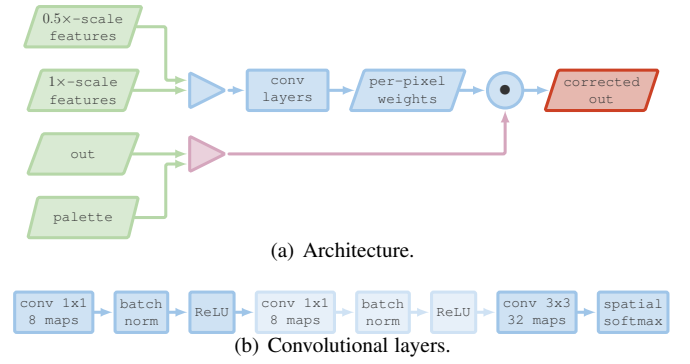 0.5×-scale
features
1×-scale
features
conv
layers
per-pixel
weights
corrected
out
out
palette
(a) Architecture.
conv 1x1
8 maps
batch
norm
ReLU
conv 1x1
8 maps
batch
norm
ReLU
conv 3x3
32 maps
spatial
softmax
(b) Convolutional layers.